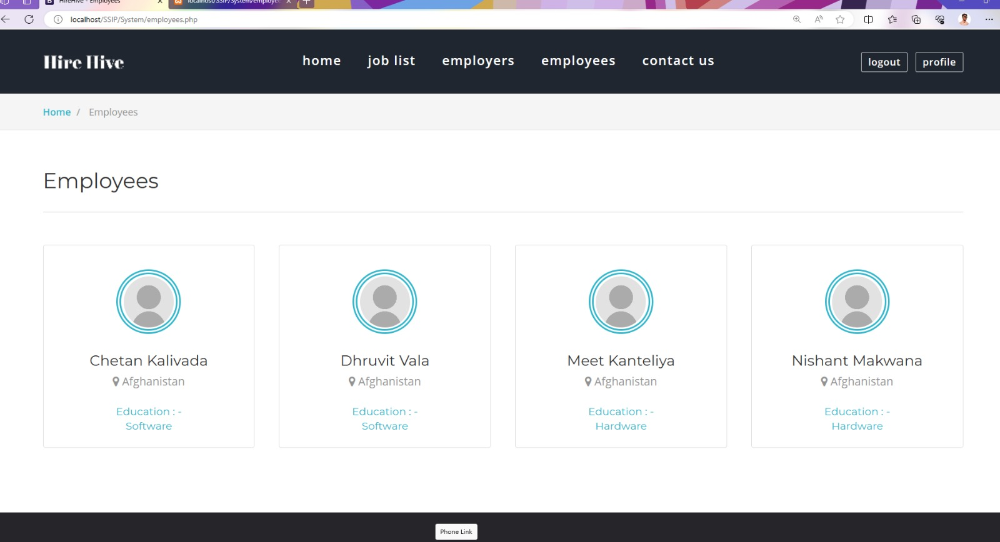 HireHive - Employees
localhost/SSIP/System/employee
localhost/SSIP/System/employees.php
Hire Hive
home
job list
employers
employees
contact us
logout
profile
Home / Employees
Employees
Chetan Kalivada
Afghanistan
Education : -
Software
Dhruvit Vala
Afghanistan
Education : -
Software
Meet Kanteliya
Afghanistan
Education : -
Hardware
Nishant Makwana
Afghanistan
Education : -
Hardware
Phone Link